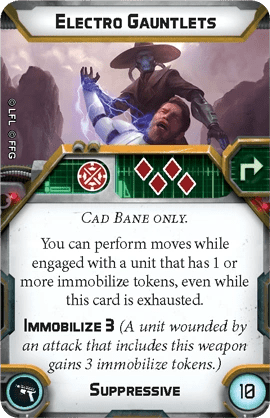 Electro Gauntlets
© LFL © FFG
Cad Bane only.
You can perform moves while
engaged with a unit that has 1 or
more immobilize tokens, even while
this card is exhausted.
Immobilize 3 (A unit wounded by
an attack that includes this weapon
gains 3 immobilize tokens.)
Suppressive
10